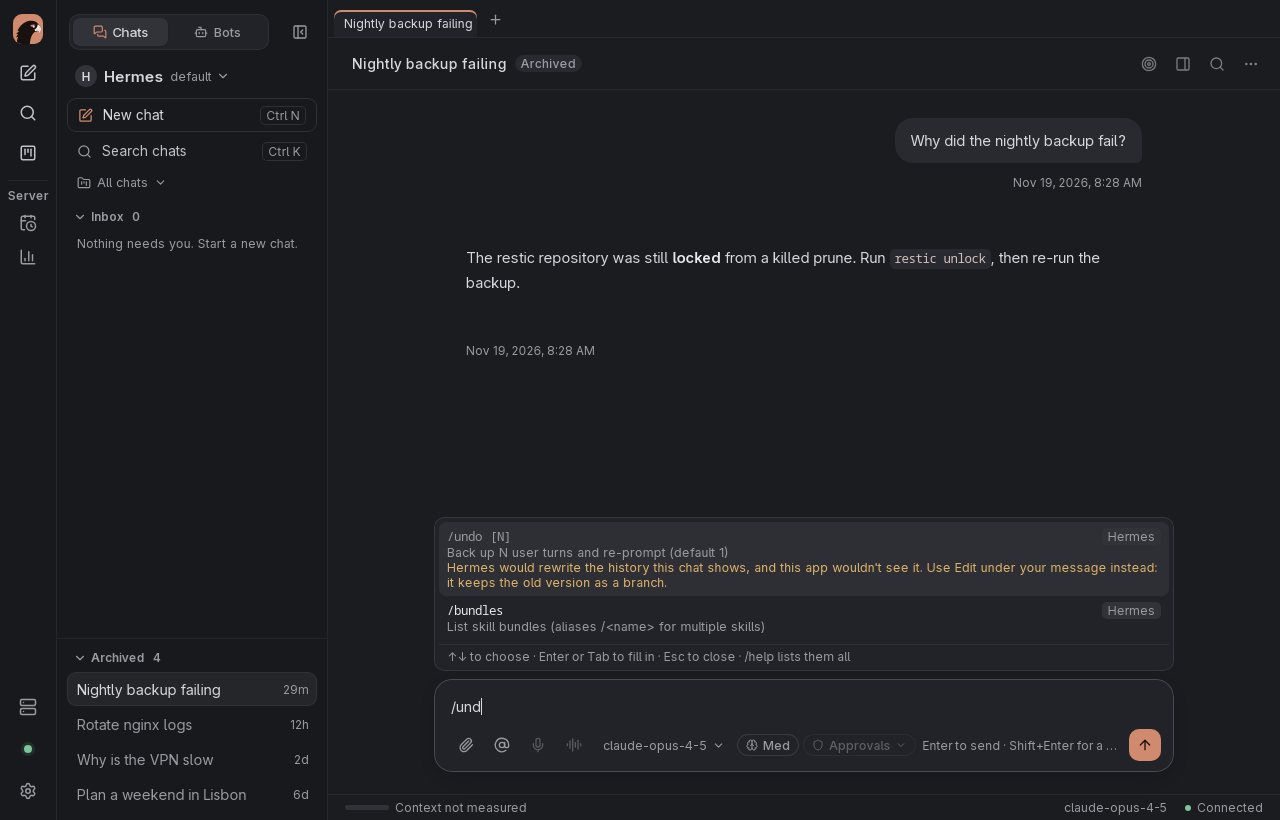 Chats
Bots
H Hermes default
New chat Ctrl N
Search chats Ctrl K
All chats
Server
Inbox 0
Nothing needs you. Start a new chat.
Archived 4
Nightly backup failing 29m
Rotate nginx logs 12h
Why is the VPN slow 2d
Plan a weekend in Lisbon 6d
Nightly backup failing
Nightly backup failing Archived
Why did the nightly backup fail?
Nov 19, 2026, 8:28 AM
The restic repository was still locked from a killed prune. Run restic unlock, then re-run the
backup.
Nov 19, 2026, 8:28 AM
/undo [N] Hermes
Back up N user turns and re-prompt (default 1)
Hermes would rewrite the history this chat shows, and this app wouldn't see it. Use Edit under your message instead:
it keeps the old version as a branch.
/bundles Hermes
List skill bundles (aliases /<name> for multiple skills)
↑↓ to choose · Enter or Tab to fill in · Esc to close · /help lists them all
/und
claude-opus-4-5 Med Approvals Enter to send · Shift+Enter for a …
Context not measured claude-opus-4-5 Connected